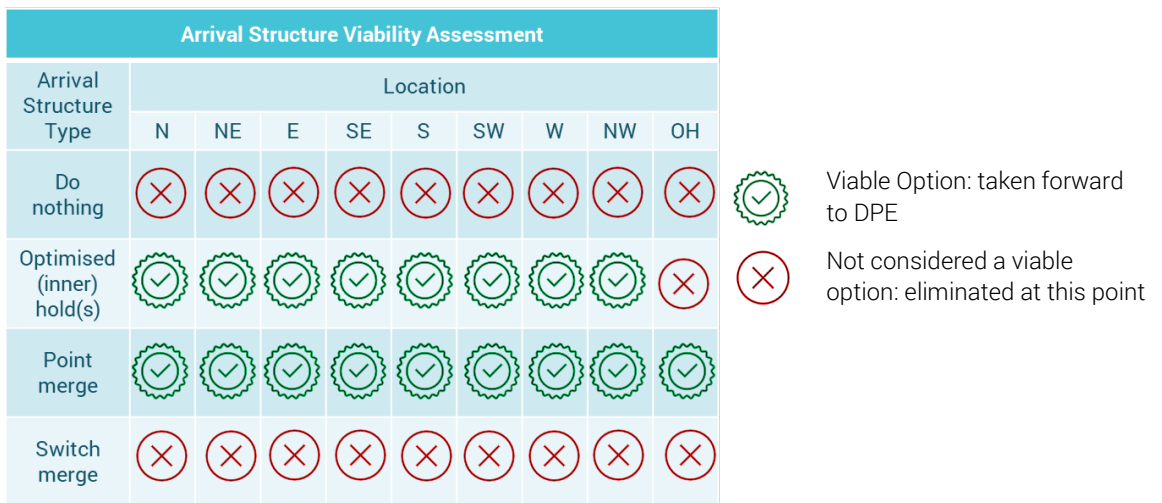 Arrival Structure Viability Assessment
Arrival
Structure
Type
Location
N NE E SE S SW W NW OH
Do
nothing
Optimised
(inner)
hold(s)
Point
merge
Switch
merge
Viable Option: taken forward
to DPE
Not considered a viable
option: eliminated at this point